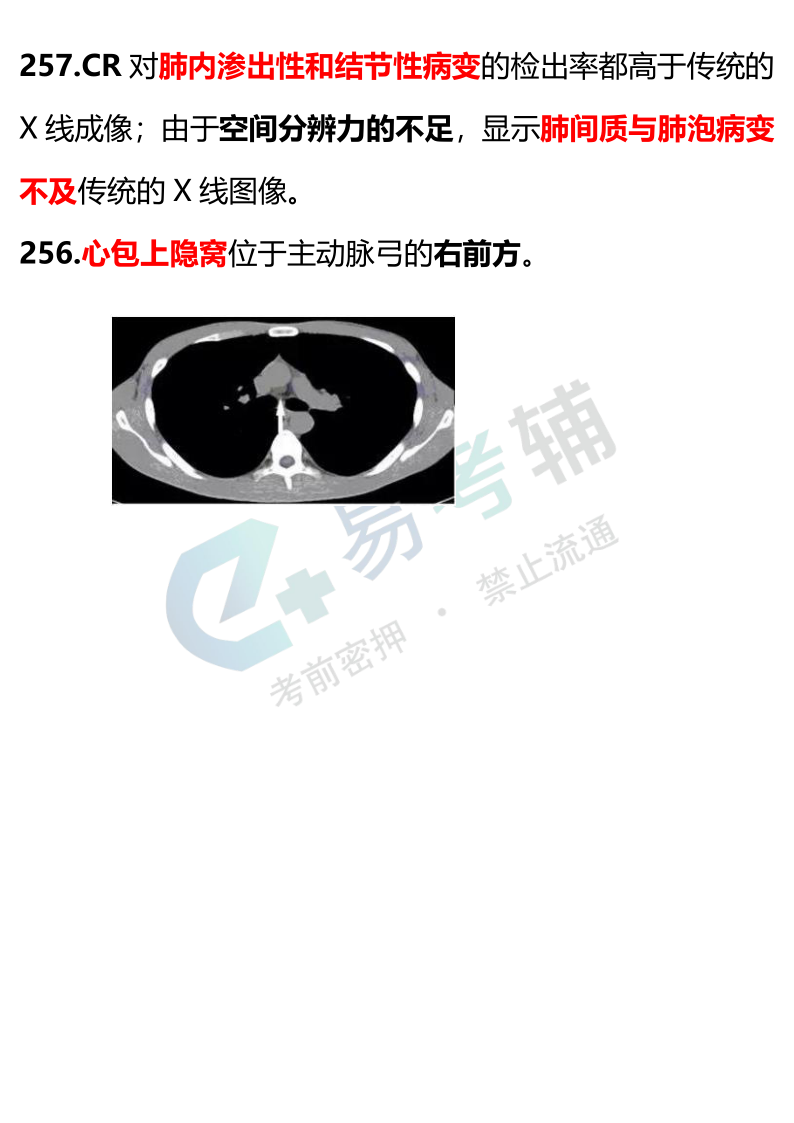 257.CR 对肺内渗出性和结节性病变的检出率都高于传统的
X 线成像；由于空间分辨力的不足，显示肺间质与肺泡病变
不及传统的 X 线图像。
256.心包上隐窝位于主动脉弓的右前方。
易考辅
考前密押 · 禁止流通